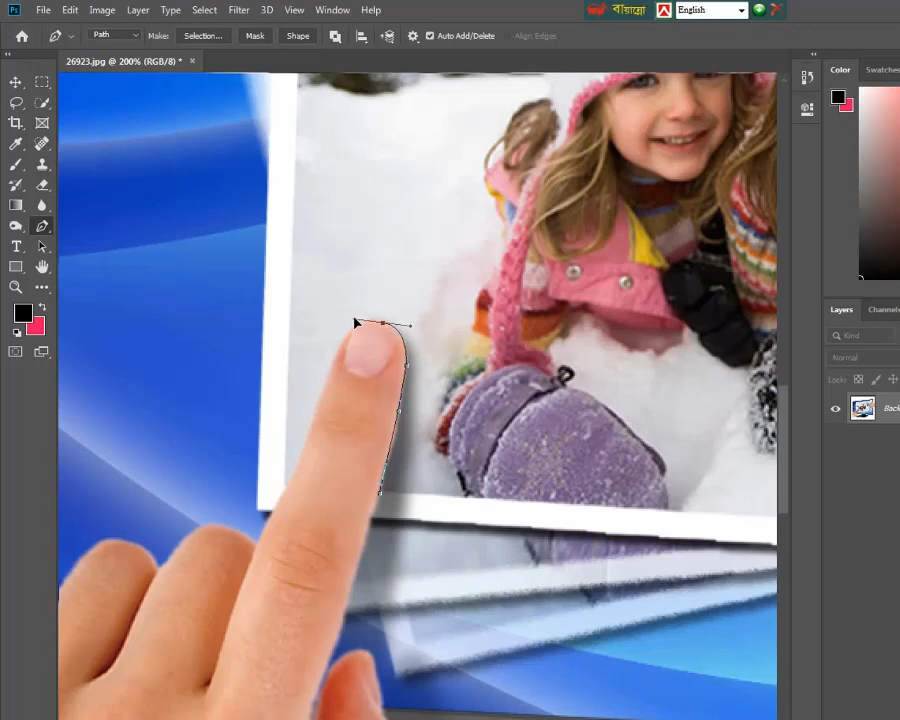 Ps File Edit Image Layer Type Select Filter 3D View Window Help
বায়ান্নো English
Path Make: Selection... Mask Shape Auto Add/Delete Align Edges
26923.jpg @ 200% (RGB/8) * ×
Color Swatches
T
Layers Channels
Kind
Normal
Lock:
Back